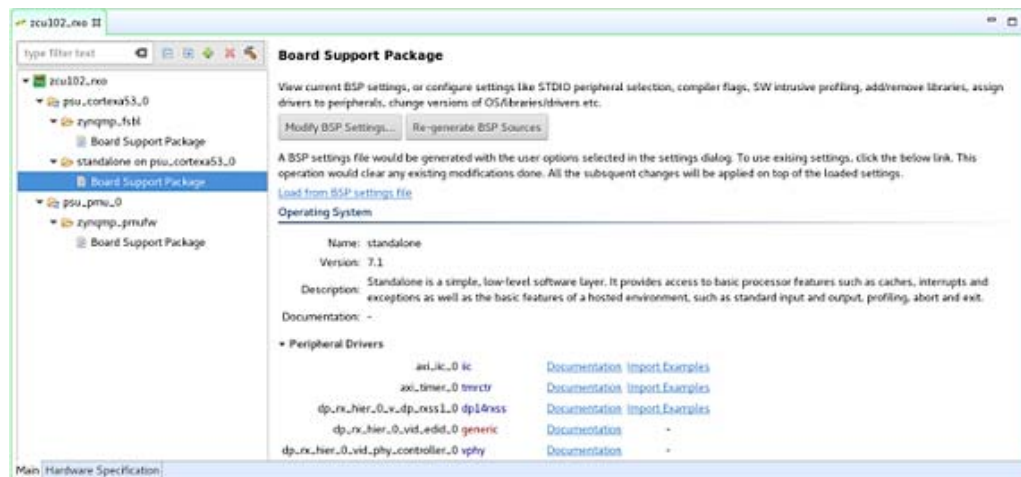 zcu102_rxo
type filter text
Board Support Package
zcu102_rxo
psu_cortexa53_0
zynqmp_fsbl
Board Support Package
standalone on psu_cortexa53_0
Board Support Package
psu_pmu_0
zynqmp_pmufw
Board Support Package
View current BSP settings, or configure settings like STDIO peripheral selection, compiler flags, SW intrusive profiling, add/remove libraries, assign
drivers to peripherals, change versions of OS/libraries/drivers etc.
Modify BSP Settings... Re-generate BSP Sources
A BSP settings file would be generated with the user options selected in the settings dialog. To use exising settings, click the below link. This
operation would clear any existing modifications done. All the subsquent changes will be applied on top of the loaded settings.
Load from BSP settings file
Operating System
Name: standalone
Version: 7.1
Description: Standalone is a simple, low-level software layer. It provides access to basic processor features such as caches, interrupts and
exceptions as well as the basic features of a hosted environment, such as standard input and output, profiling, abort and exit.
Documentation: -
Peripheral Drivers
axi_iic_0 iic Documentation Import Examples
axi_timer_0 tmrctr Documentation Import Examples
dp_rx_hier_0_v_dp_rxss1_0 dp14rxss Documentation Import Examples
dp_rx_hier_0_vid_edid_0 generic Documentation -
dp_rx_hier_0_vid_phy_controller_0 vphy Documentation -
Main Hardware Specification